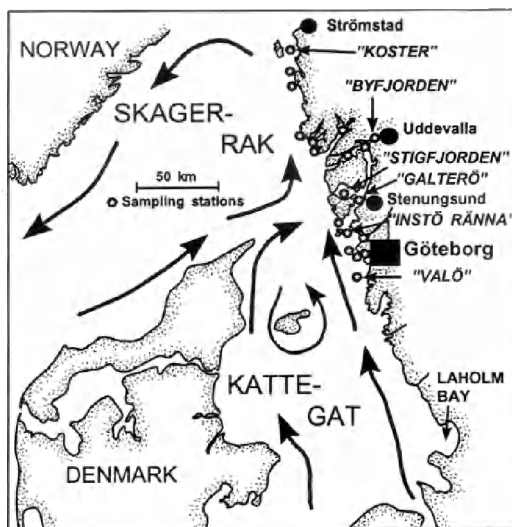 Strömstad
NORWAY
"KOSTER"
"BYFJORDEN"
SKAGER-
RAK
Uddevalla
"STIGFJORDEN"
50 km
"GALTERÖ"
Sampling stations
Stenungsund
"INSTÖ RÄNNA"
Göteborg
"VALÖ"
KATTE-
GAT
LAHOLM
BAY
DENMARK